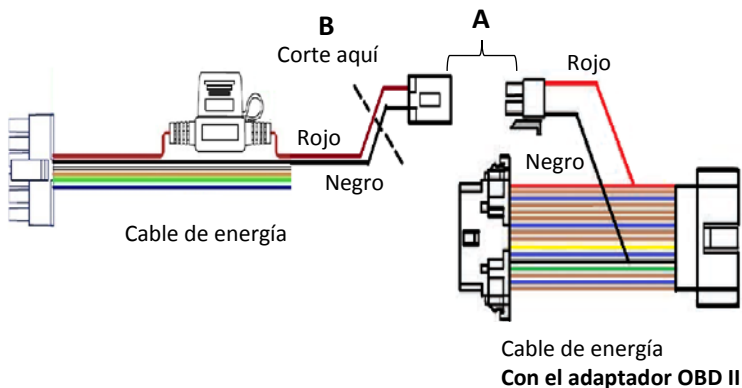 B
Corte aquí
A
Rojo
Rojo
Negro
Negro
Cable de energía
Cable de energía
Con el adaptador OBD II